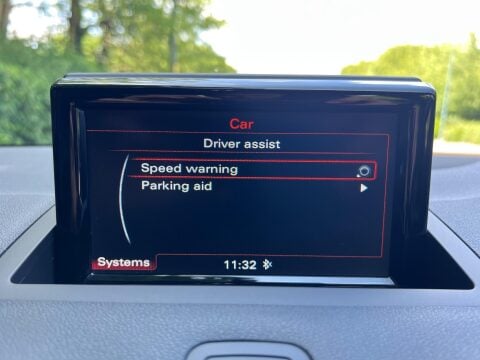 Car
Driver assist
Speed warning
Parking aid
Systems
11:32